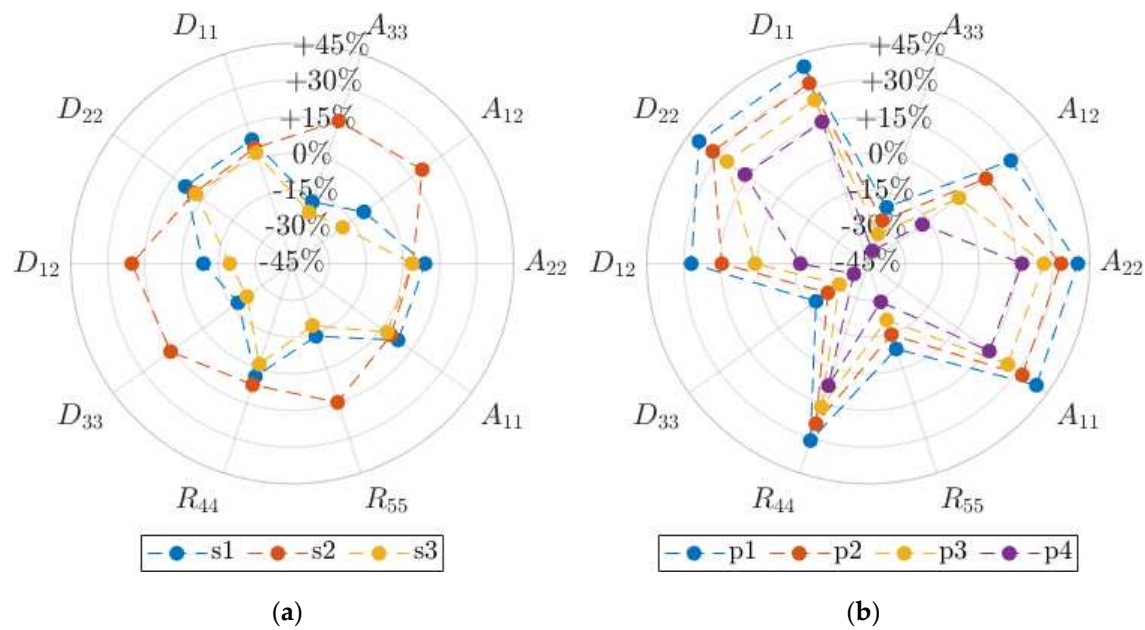 D₁₁ A₃₃
D₂₂ A₁₂
D₁₂ A₂₂
D₃₃ A₁₁
R₄₄ R₅₅
+45%
+30%
+15%
0%
-15%
-30%
-45%
s1 s2 s3
(a)
D₁₁ A₃₃
D₂₂ A₁₂
D₁₂ A₂₂
D₃₃ A₁₁
R₄₄ R₅₅
+45%
+30%
+15%
0%
-15%
-30%
-45%
p1 p2 p3 p4
(b)